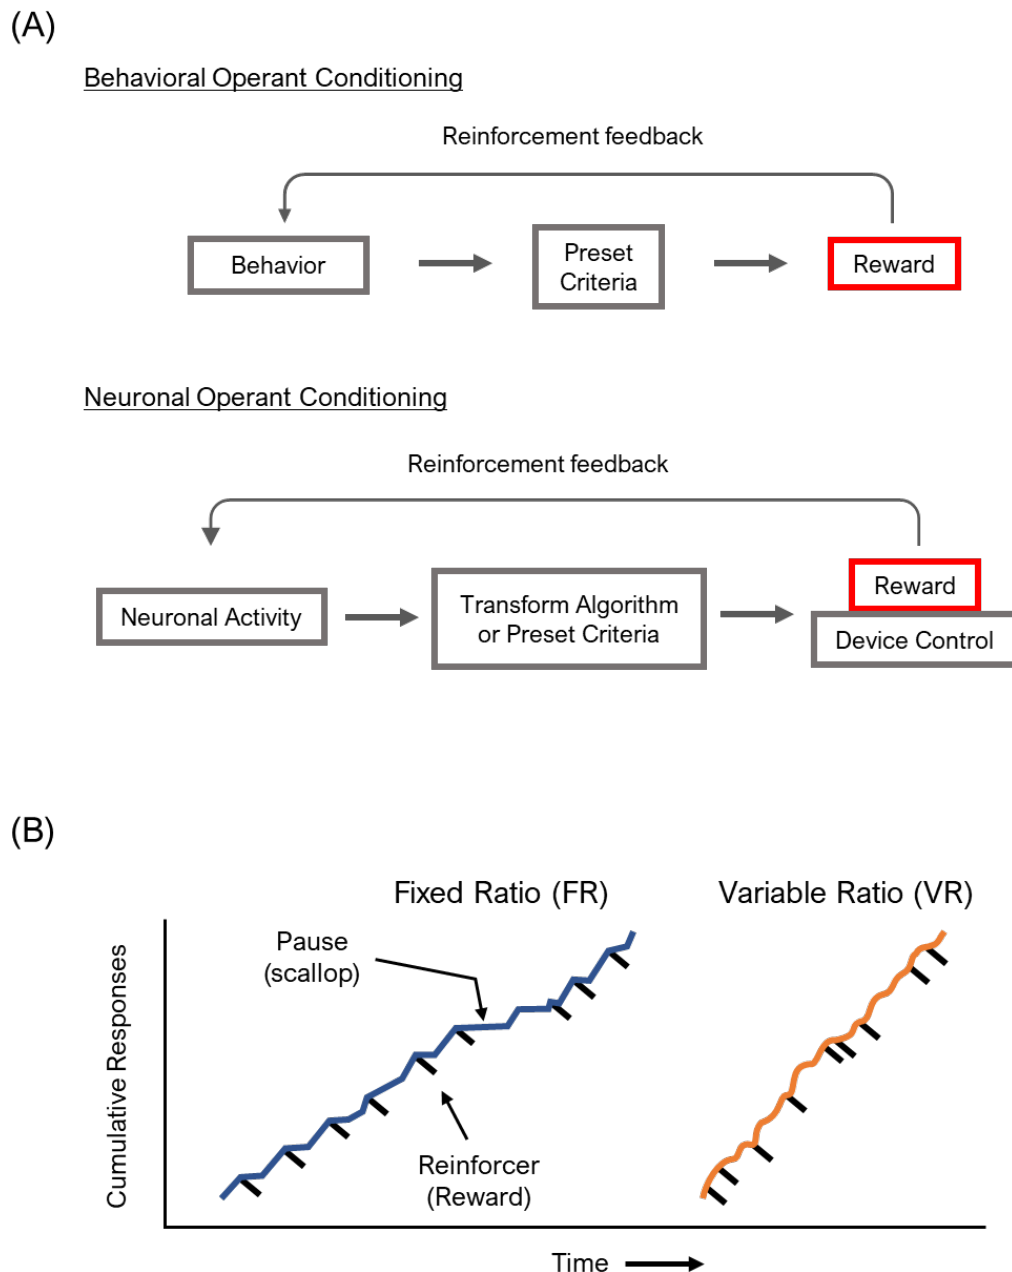 (A)
Behavioral Operant Conditioning
Reinforcement feedback
Behavior
Preset
Criteria
Reward
Neuronal Operant Conditioning
Reinforcement feedback
Neuronal Activity
Transform Algorithm
or Preset Criteria
Reward
Device Control
(B)
Fixed Ratio (FR)
Variable Ratio (VR)
Pause
(scallop)
Reinforcer
(Reward)
Cumulative Responses
Time